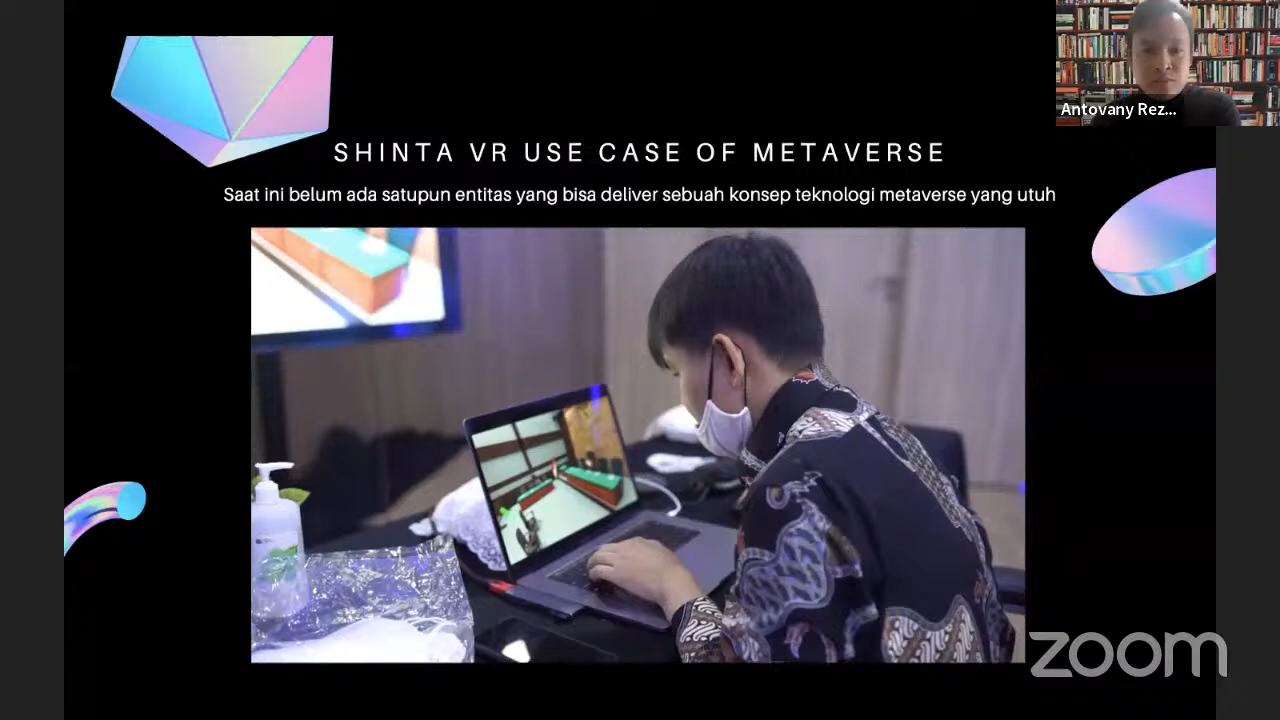 Antovany Rez...
SHINTA VR USE CASE OF METAVERSE
Saat ini belum ada satupun entitas yang bisa deliver sebuah konsep teknologi metaverse yang utuh
zoom